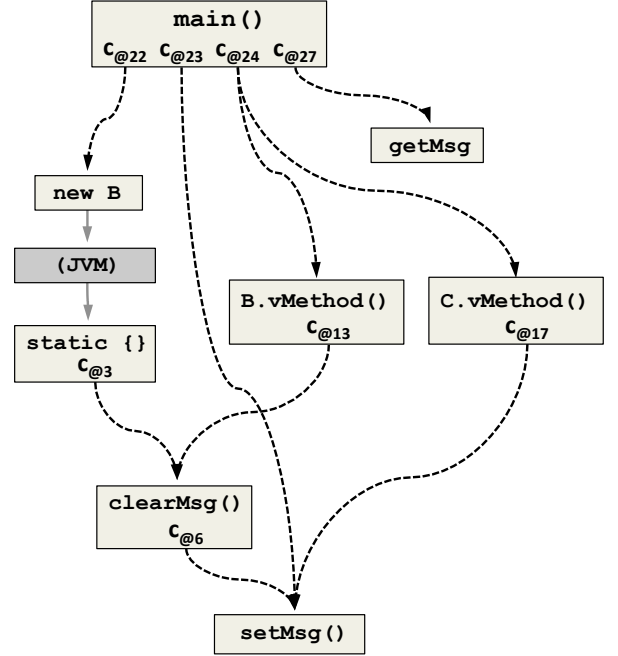 main()
c@22 c@23 c@24 c@27
getMsg
new B
(JVM)
B.vMethod()
c@13
C.vMethod()
c@17
static {}
c@3
clearMsg()
c@6
setMsg()